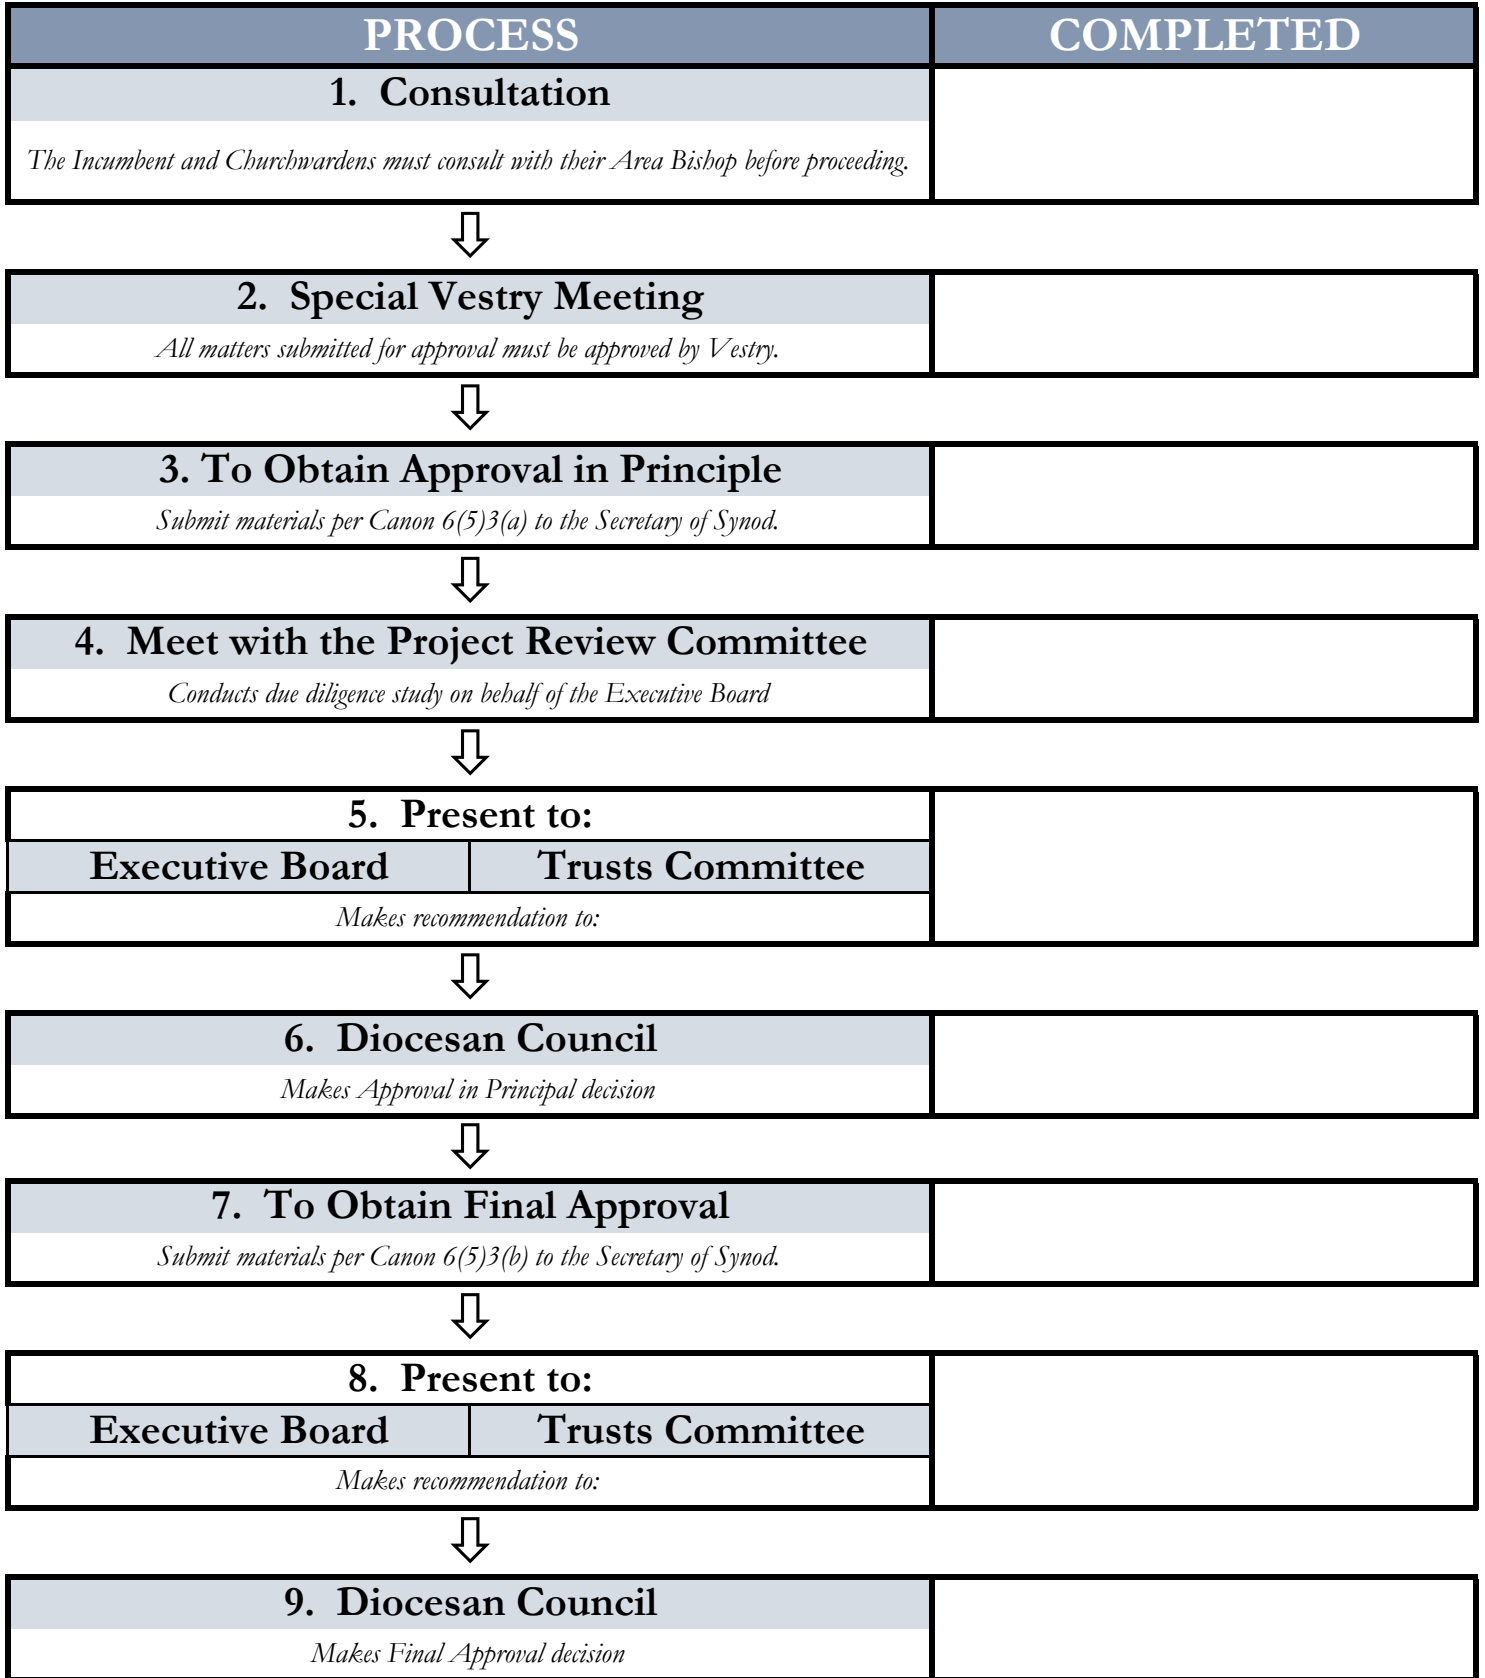 PROCESS COMPLETED
1. Consultation
The Incumbent and Churchwardens must consult with their Area Bishop before proceeding.
2. Special Vestry Meeting
All matters submitted for approval must be approved by Vestry.
3. To Obtain Approval in Principle
Submit materials per Canon 6(5)3(a) to the Secretary of Synod.
4. Meet with the Project Review Committee
Conducts due diligence study on behalf of the Executive Board
5. Present to:
Executive Board Trusts Committee
Makes recommendation to:
6. Diocesan Council
Makes Approval in Principal decision
7. To Obtain Final Approval
Submit materials per Canon 6(5)3(b) to the Secretary of Synod.
8. Present to:
Executive Board Trusts Committee
Makes recommendation to:
9. Diocesan Council
Makes Final Approval decision